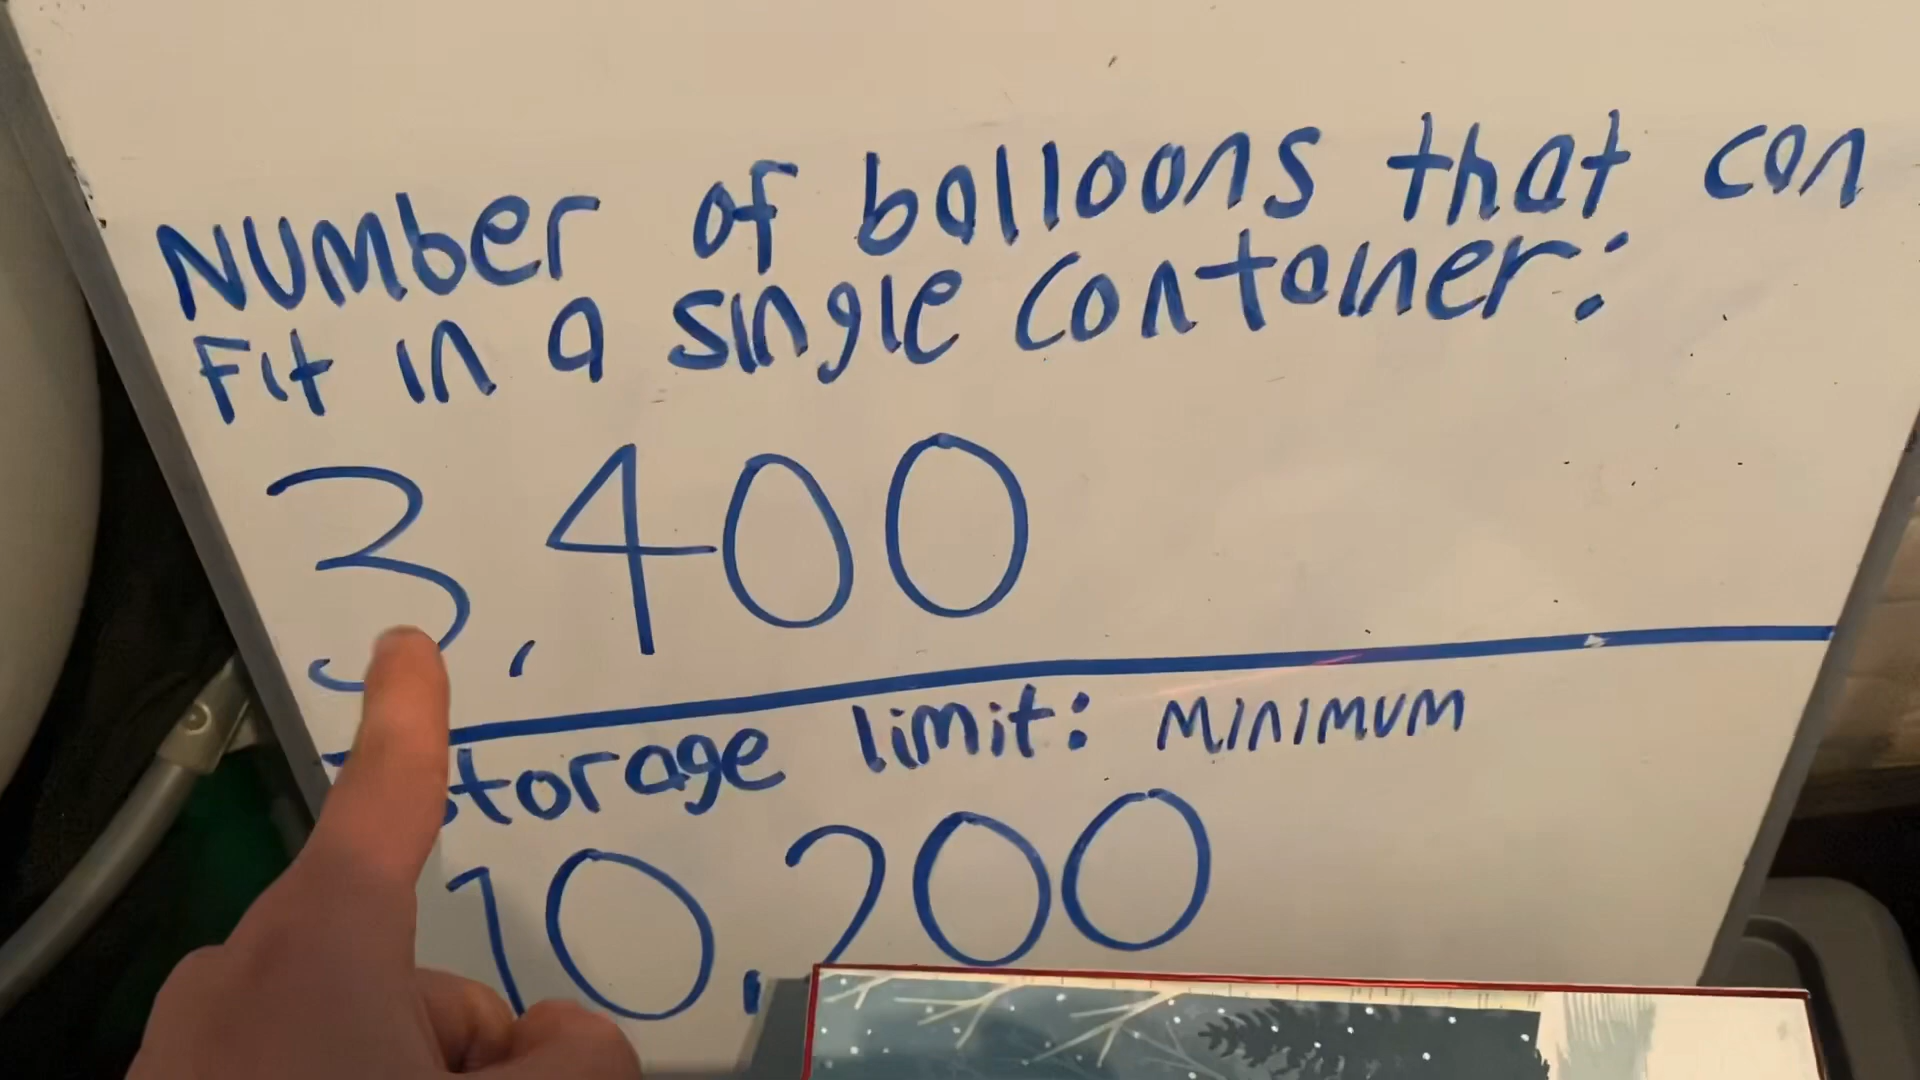 Number of balloons that can
Fit in a single container:
3,400
storage limit: minimum
10,200